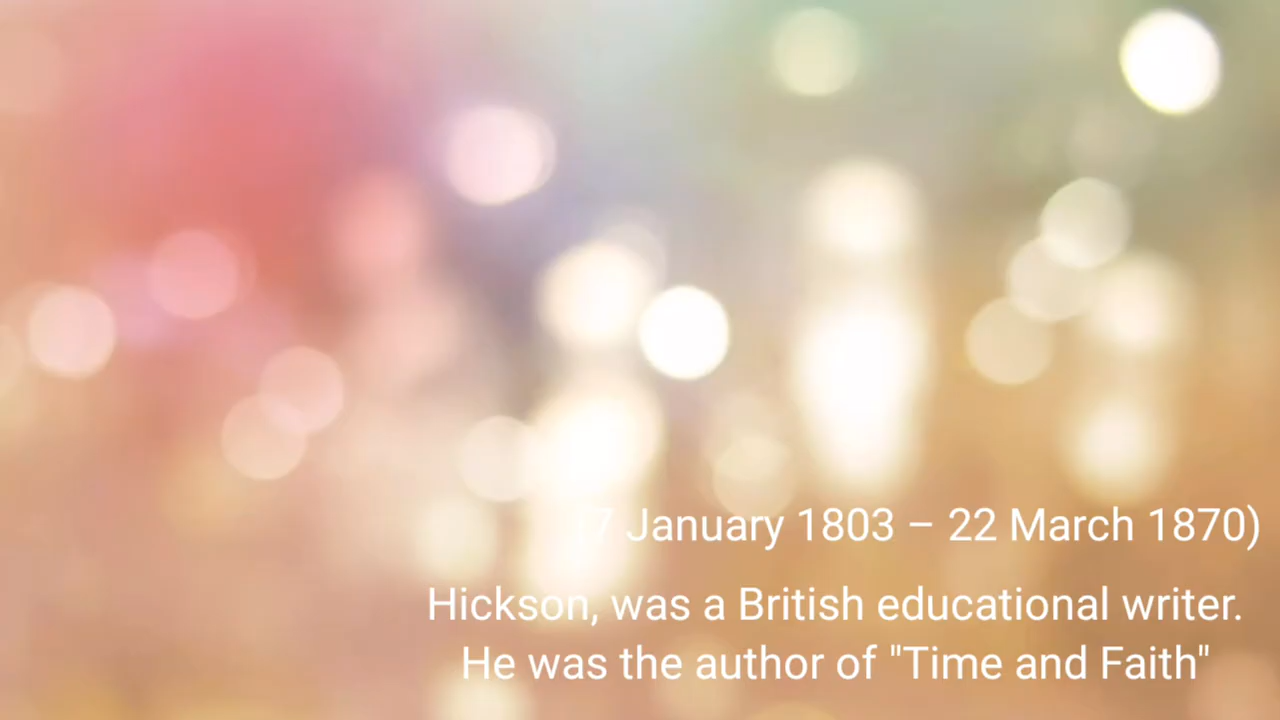 (7 January 1803 – 22 March 1870)
Hickson, was a British educational writer.
He was the author of "Time and Faith"